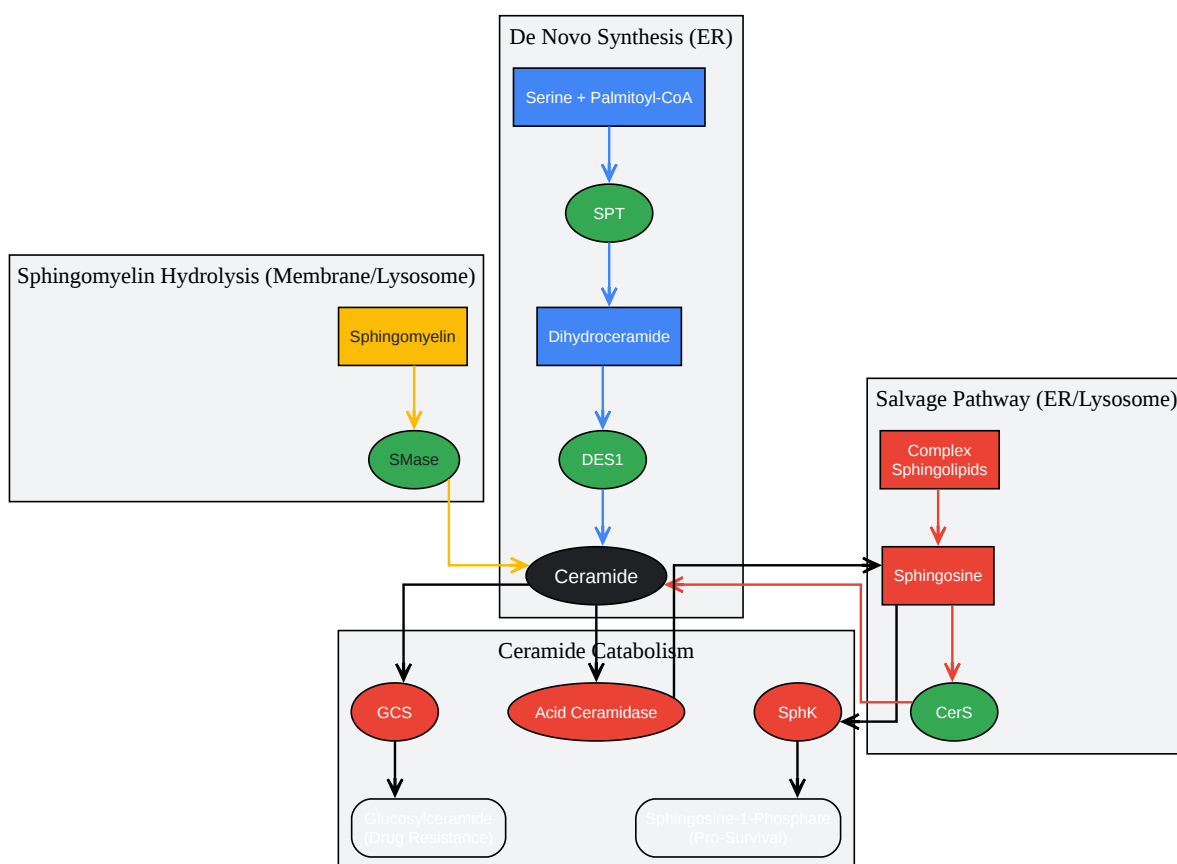 De Novo Synthesis (ER)
Serine + Palmitoyl-CoA
SPT
Sphingomyelin Hydrolysis (Membrane/Lysosome)
Sphingomyelin
Dihydroceramide
Salvage Pathway (ER/Lysosome)
SMase
DES1
Complex
Sphingolipids
Ceramide
Sphingosine
Ceramide Catabolism
GCS
Acid Ceramidase
SphK
CerS
Glucosylceramide
(Drug Resistance)
Sphingosine-1-Phosphate
(Pro-Survival)